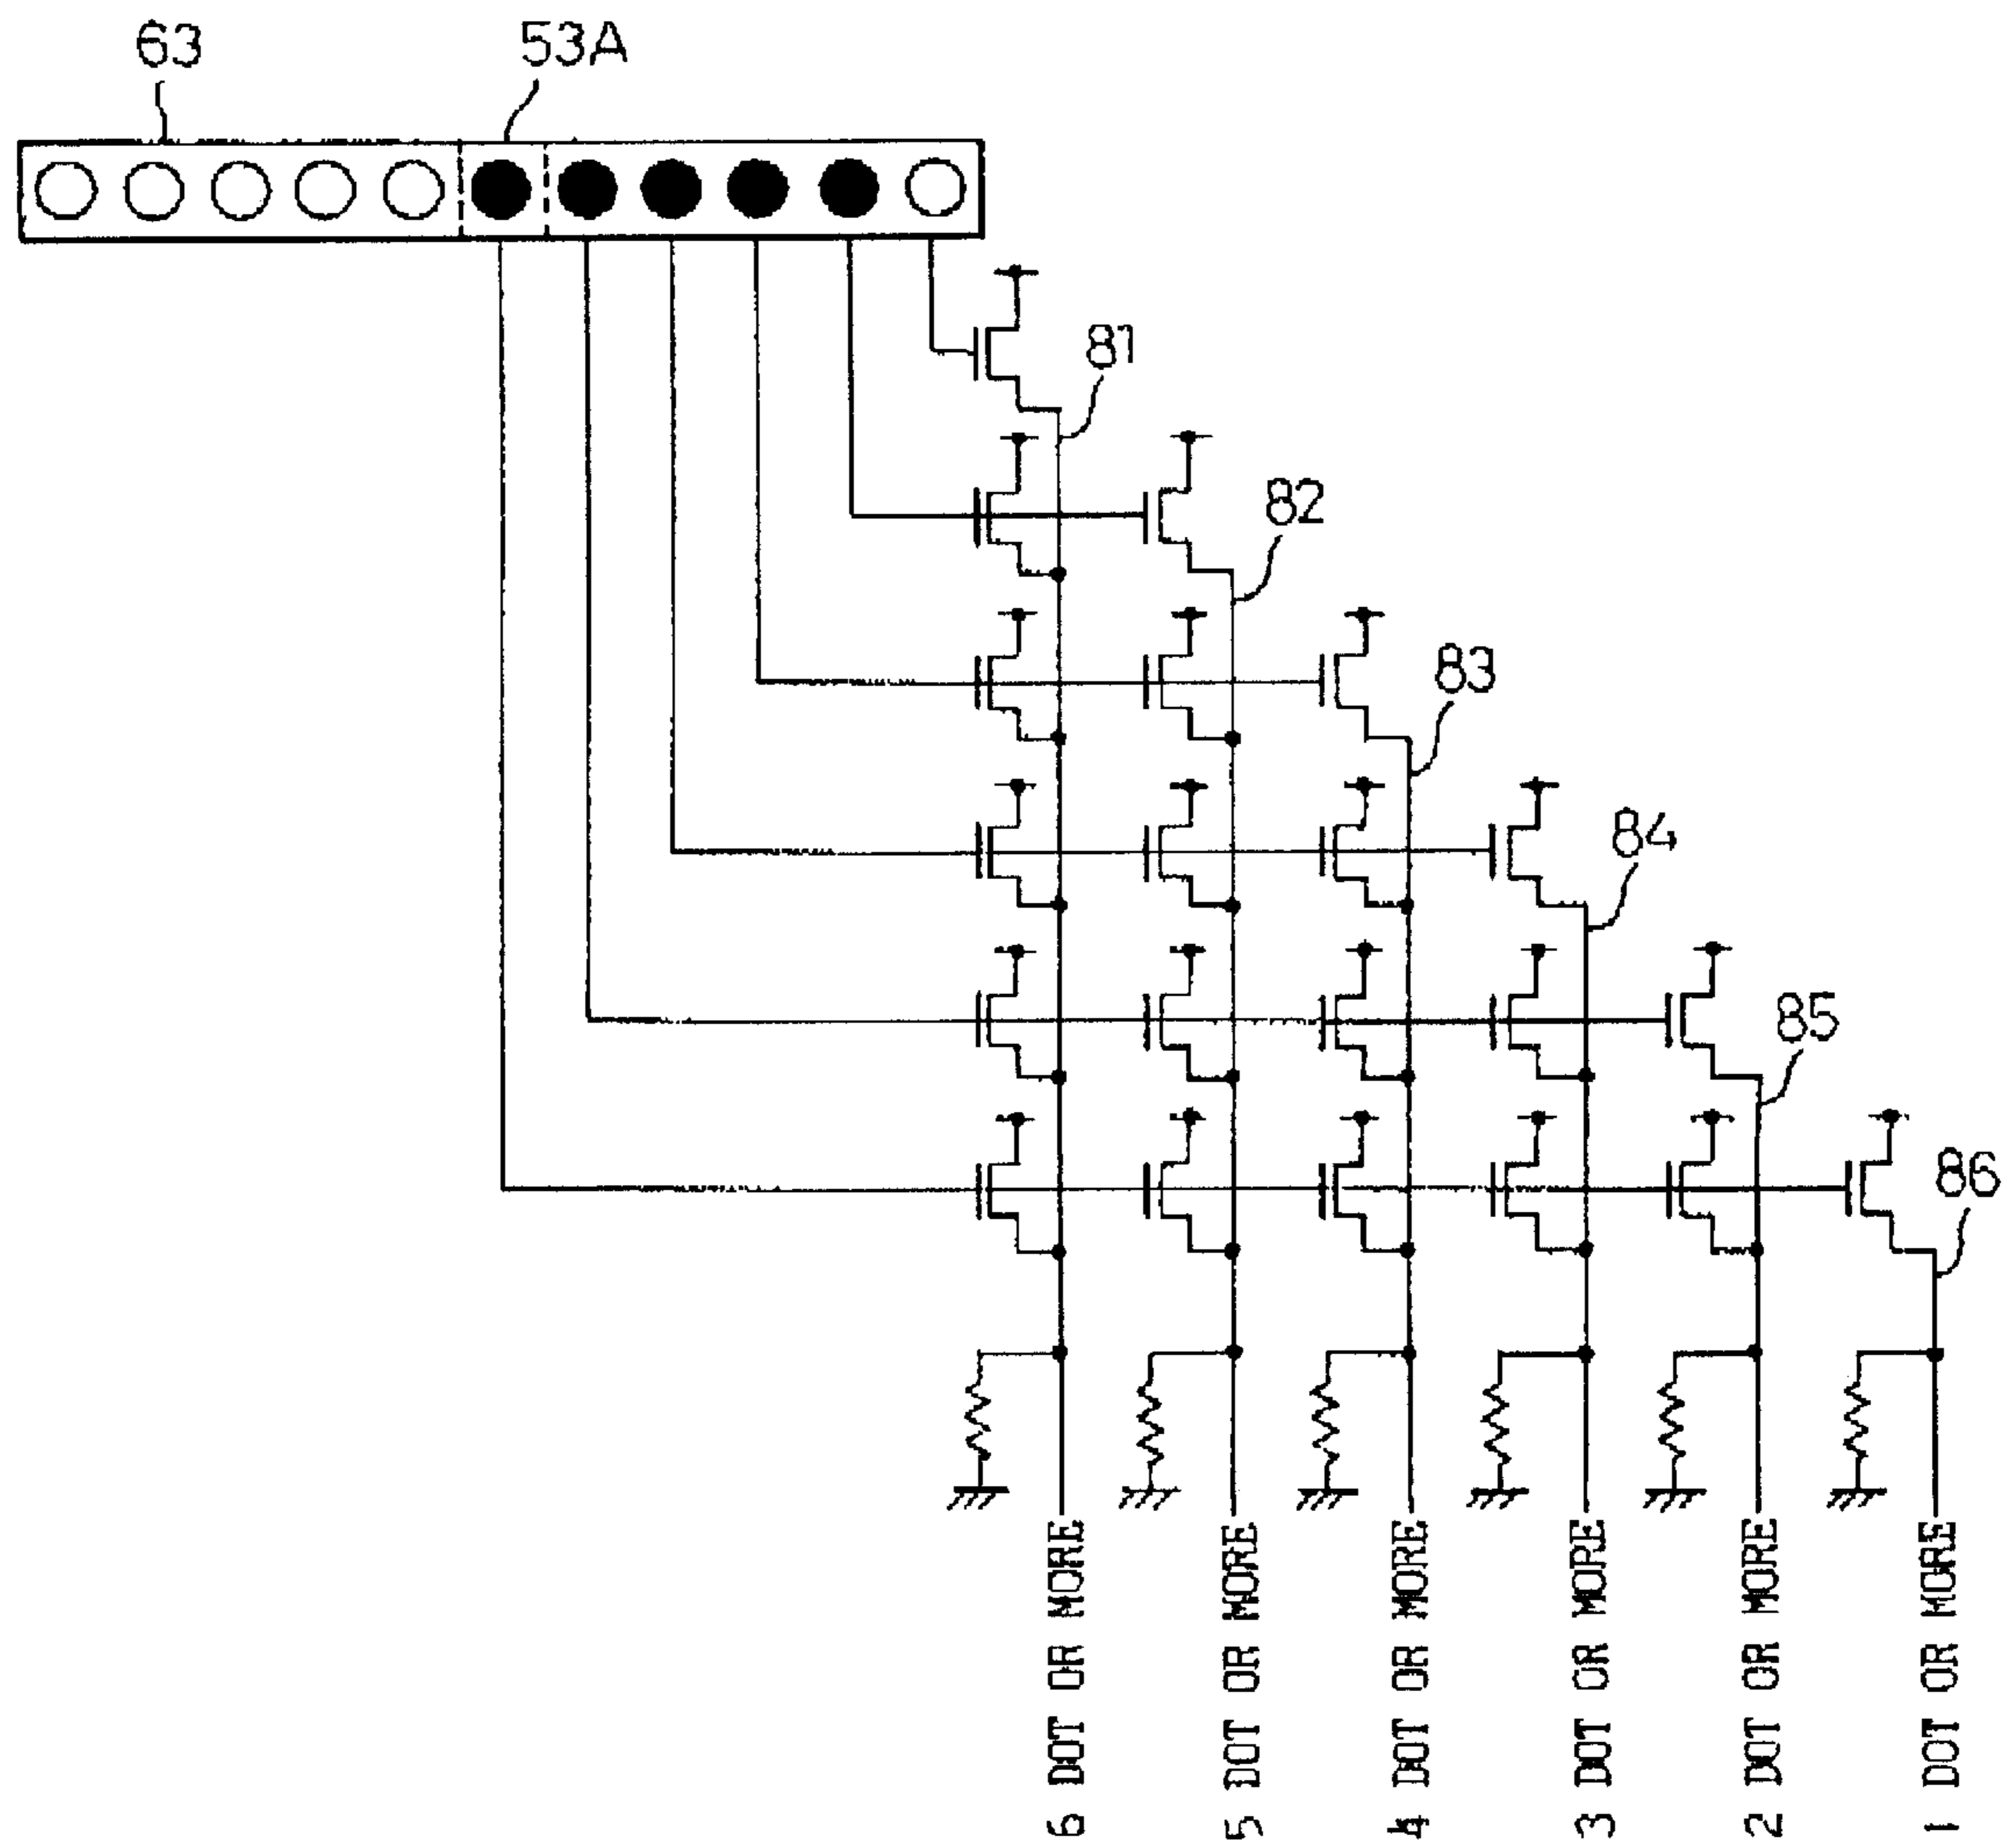 63
53A
81
82
83
84
85
86
6 DOT OR MORE
5 DOT OR MORE
4 DOT OR MORE
3 DOT OR MORE
2 DOT OR MORE
1 DOT OR MORE